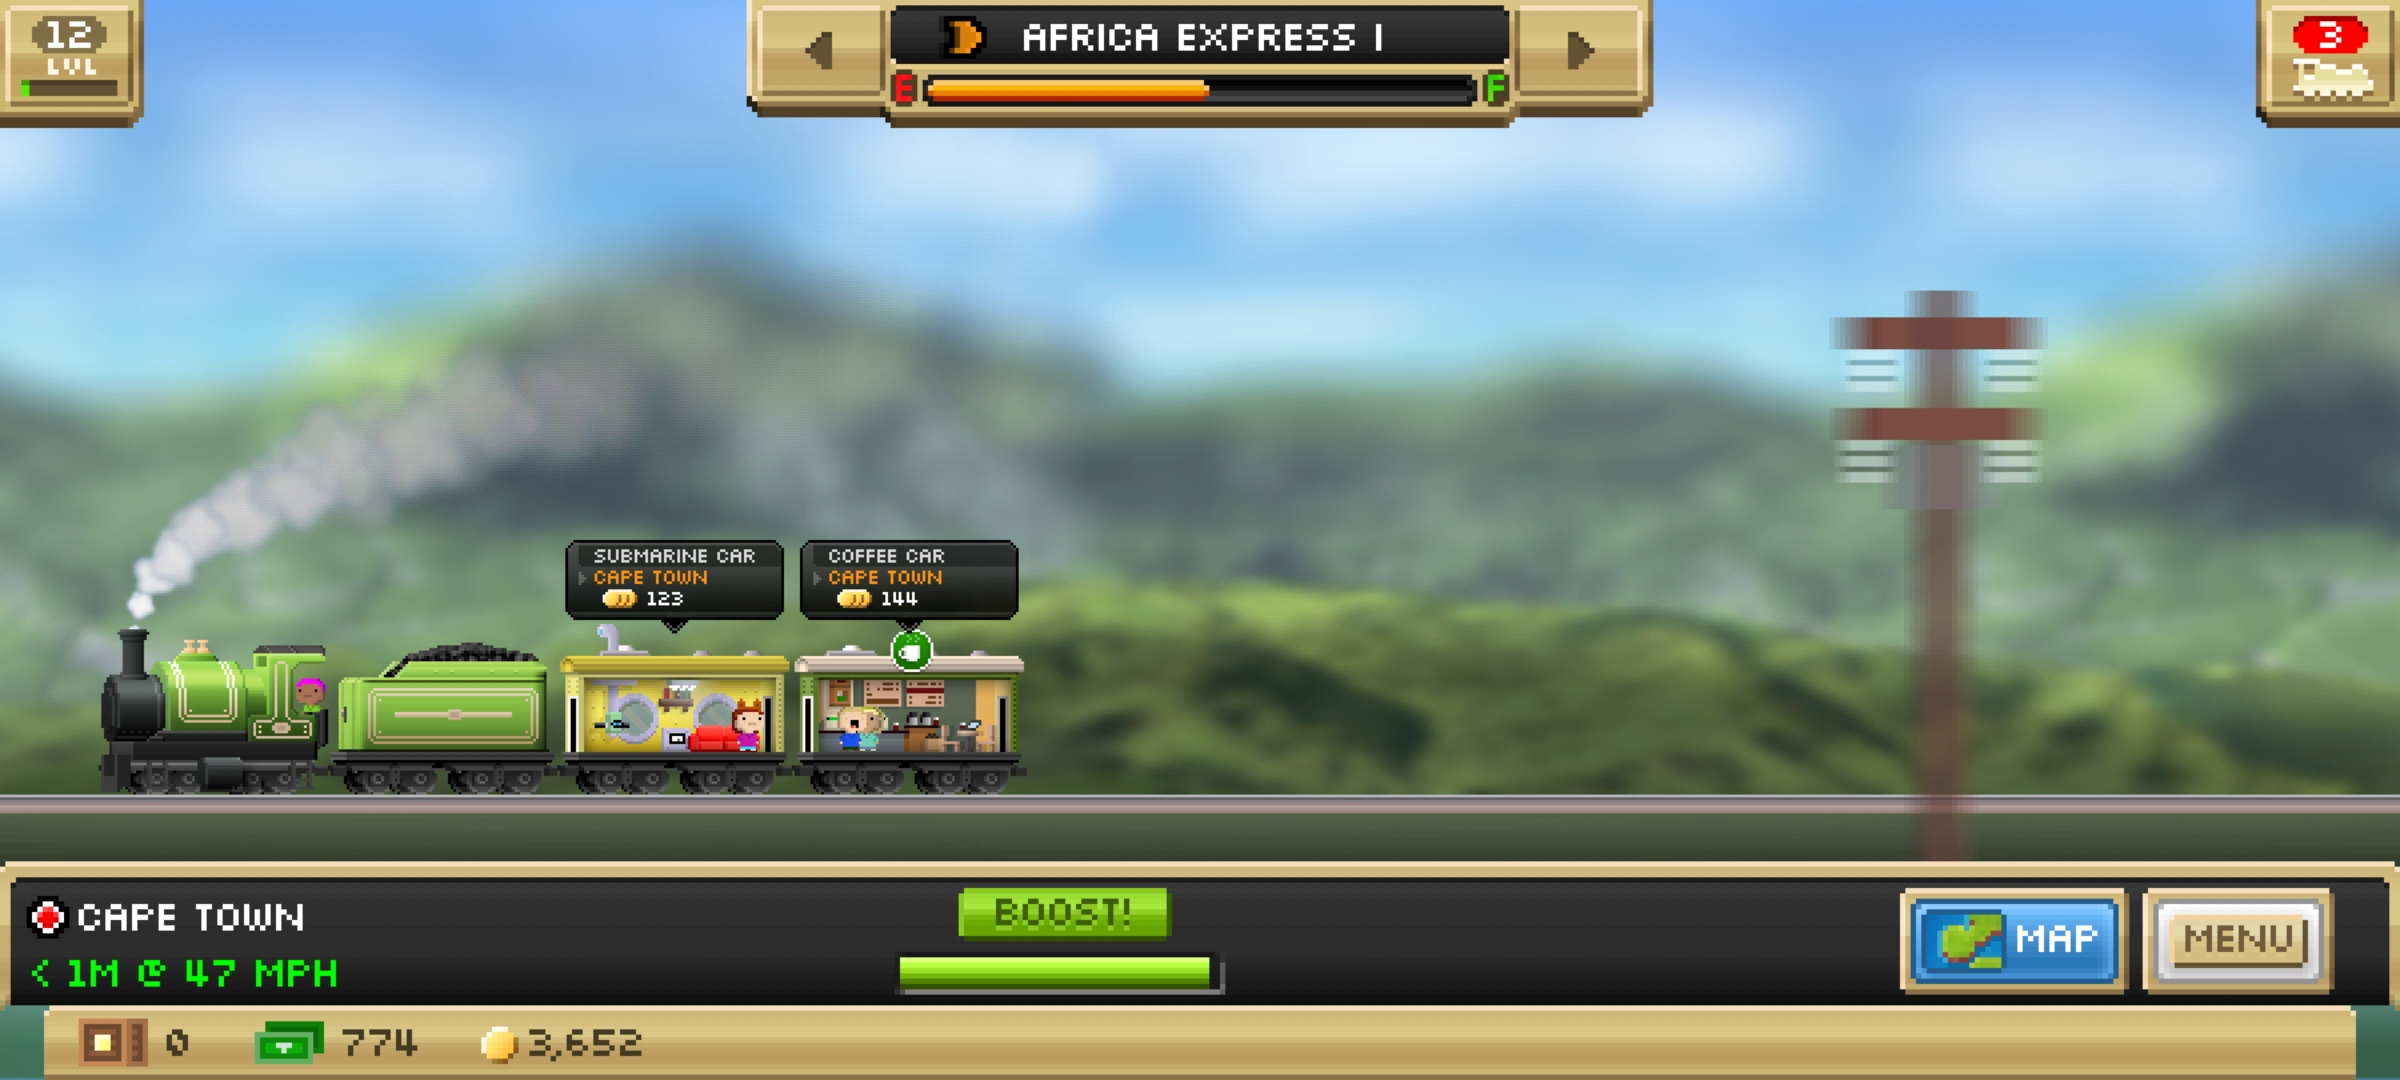 12
LVL
AFRICA EXPRESS I
E
F
3
SUBMARINE CAR
CAPE TOWN
123
COFFEE CAR
CAPE TOWN
144
CAPE TOWN
< 1M @ 47 MPH
BOOST!
MAP
MENU
0
774
3,652